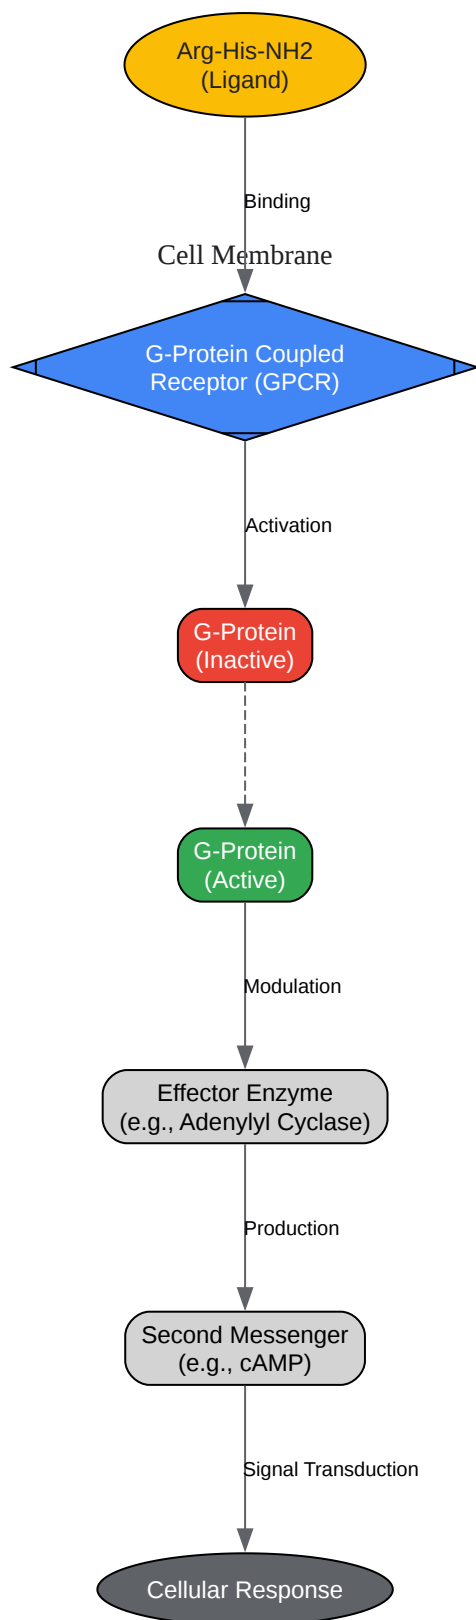 Arg-His-NH2
(Ligand)
Binding
Cell Membrane
G-Protein Coupled
Receptor (GPCR)
Activation
G-Protein
(Inactive)
G-Protein
(Active)
Modulation
Effector Enzyme
(e.g., Adenylyl Cyclase)
Production
Second Messenger
(e.g., cAMP)
Signal Transduction
Cellular Response